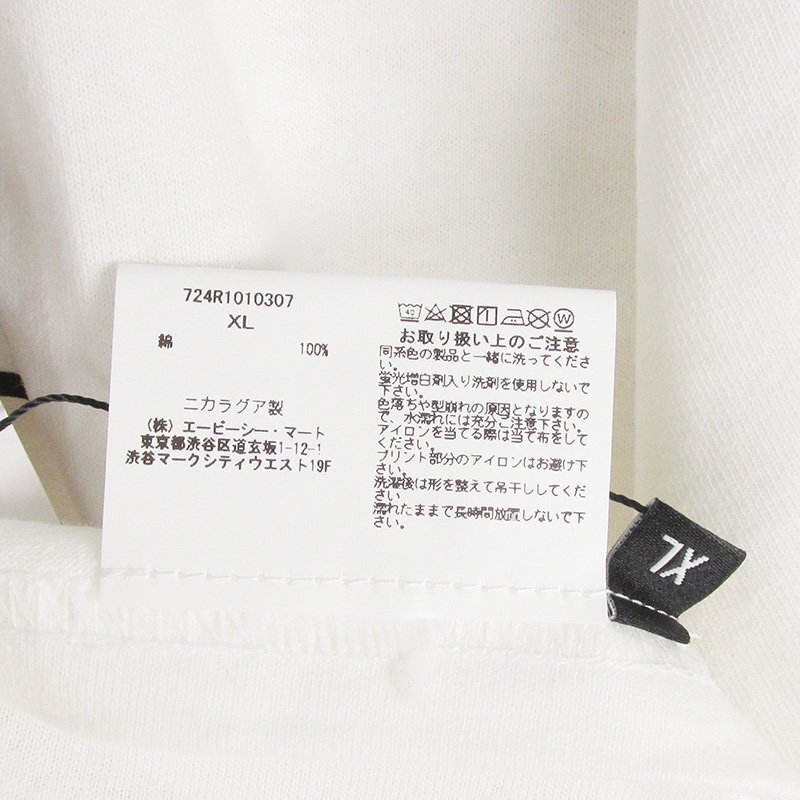 724R1010307
XL
綿 100%
ニカラグア製
(株) エービーシー・マート
東京都渋谷区道玄坂1-12-1
渋谷マークシティウエスト19F
40
W
お取り扱い上のご注意
同系色の製品と一緒に洗ってくださ
い。
蛍光増白剤入り洗剤を使用しないで
下さい。
色落ちや型崩れの原因となりますの
で、水濡れには充分ご注意下さい。
アイロンを当てる際は当て布をして
ください。
プリント部分のアイロンはお避け下
さい。
洗濯後は形を整えて吊干ししてくだ
さい
濡れたままで長時間放置しないで下
さい。
XL